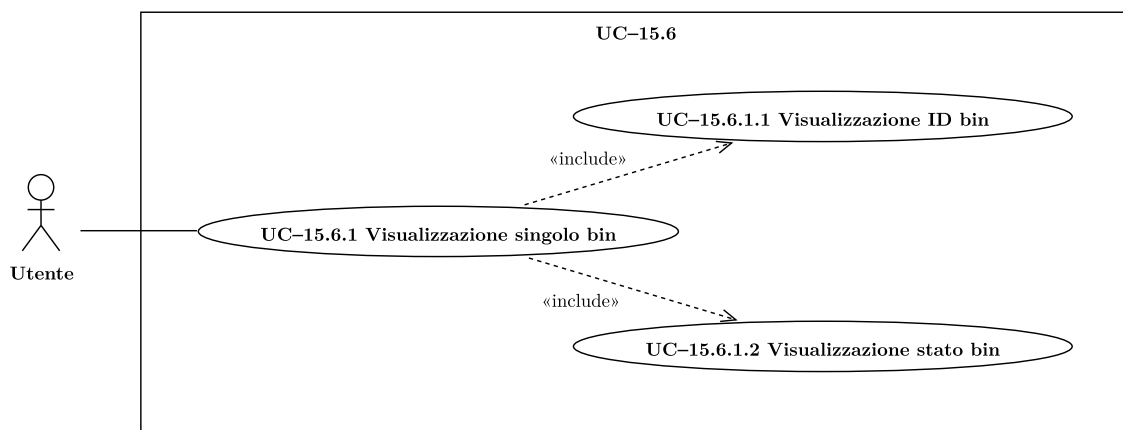 UC–15.6
UC–15.6.1.1 Visualizzazione ID bin
«include»
UC–15.6.1 Visualizzazione singolo bin
Utente
«include»
UC–15.6.1.2 Visualizzazione stato bin